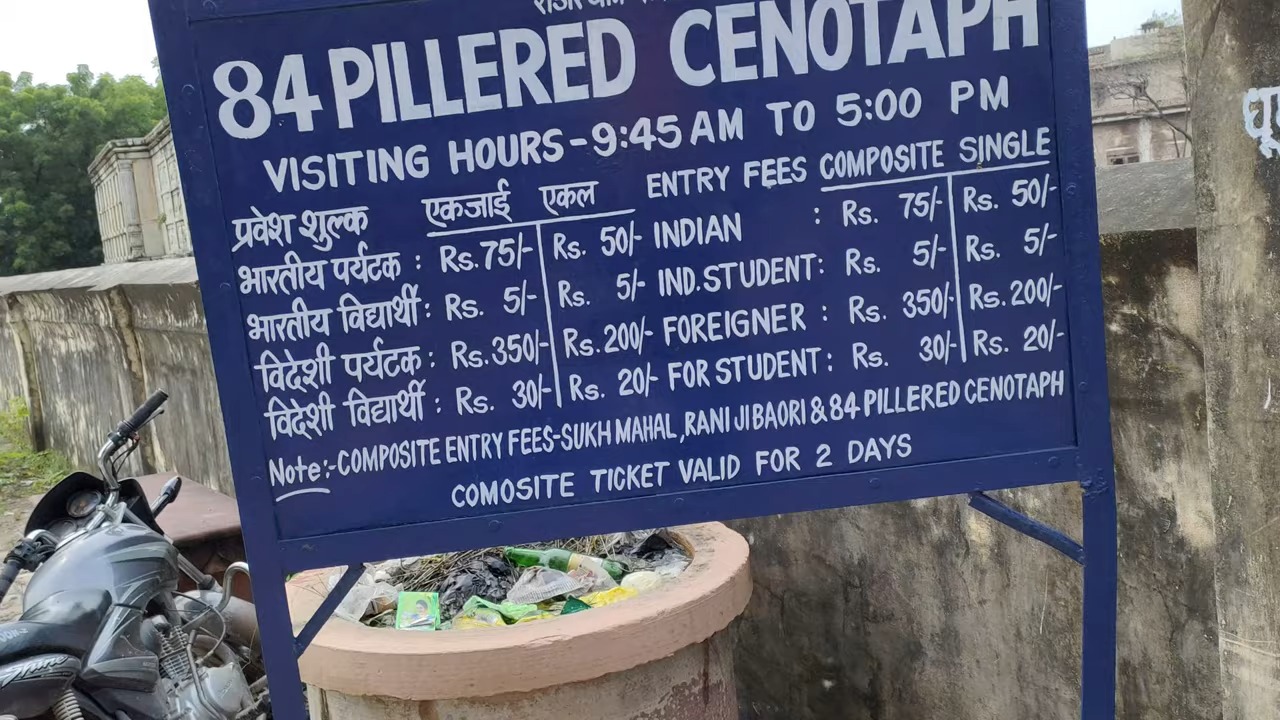 84 PILLERED CENOTAPH
VISITING HOURS-9:45 AM TO 5:00 PM
प्रवेश शुल्क एकजाई एकल ENTRY FEES COMPOSITE SINGLE
भारतीय पर्यटक : Rs.75/- Rs. 50/- INDIAN : Rs. 75/- Rs. 50/-
भारतीय विद्यार्थी : Rs. 5/- Rs. 5/- IND.STUDENT: Rs. 5/- Rs. 5/-
विदेशी पर्यटक : Rs.350/- Rs.200/- FOREIGNER : Rs. 350/- Rs.200/-
विदेशी विद्यार्थी : Rs. 30/- Rs. 20/- FOR STUDENT : Rs. 30/- Rs. 20/-
Note:-COMPOSITE ENTRY FEES-SUKH MAHAL, RANI JI BAORI & 84 PILLERED CENOTAPH
COMOSITE TICKET VALID FOR 2 DAYS